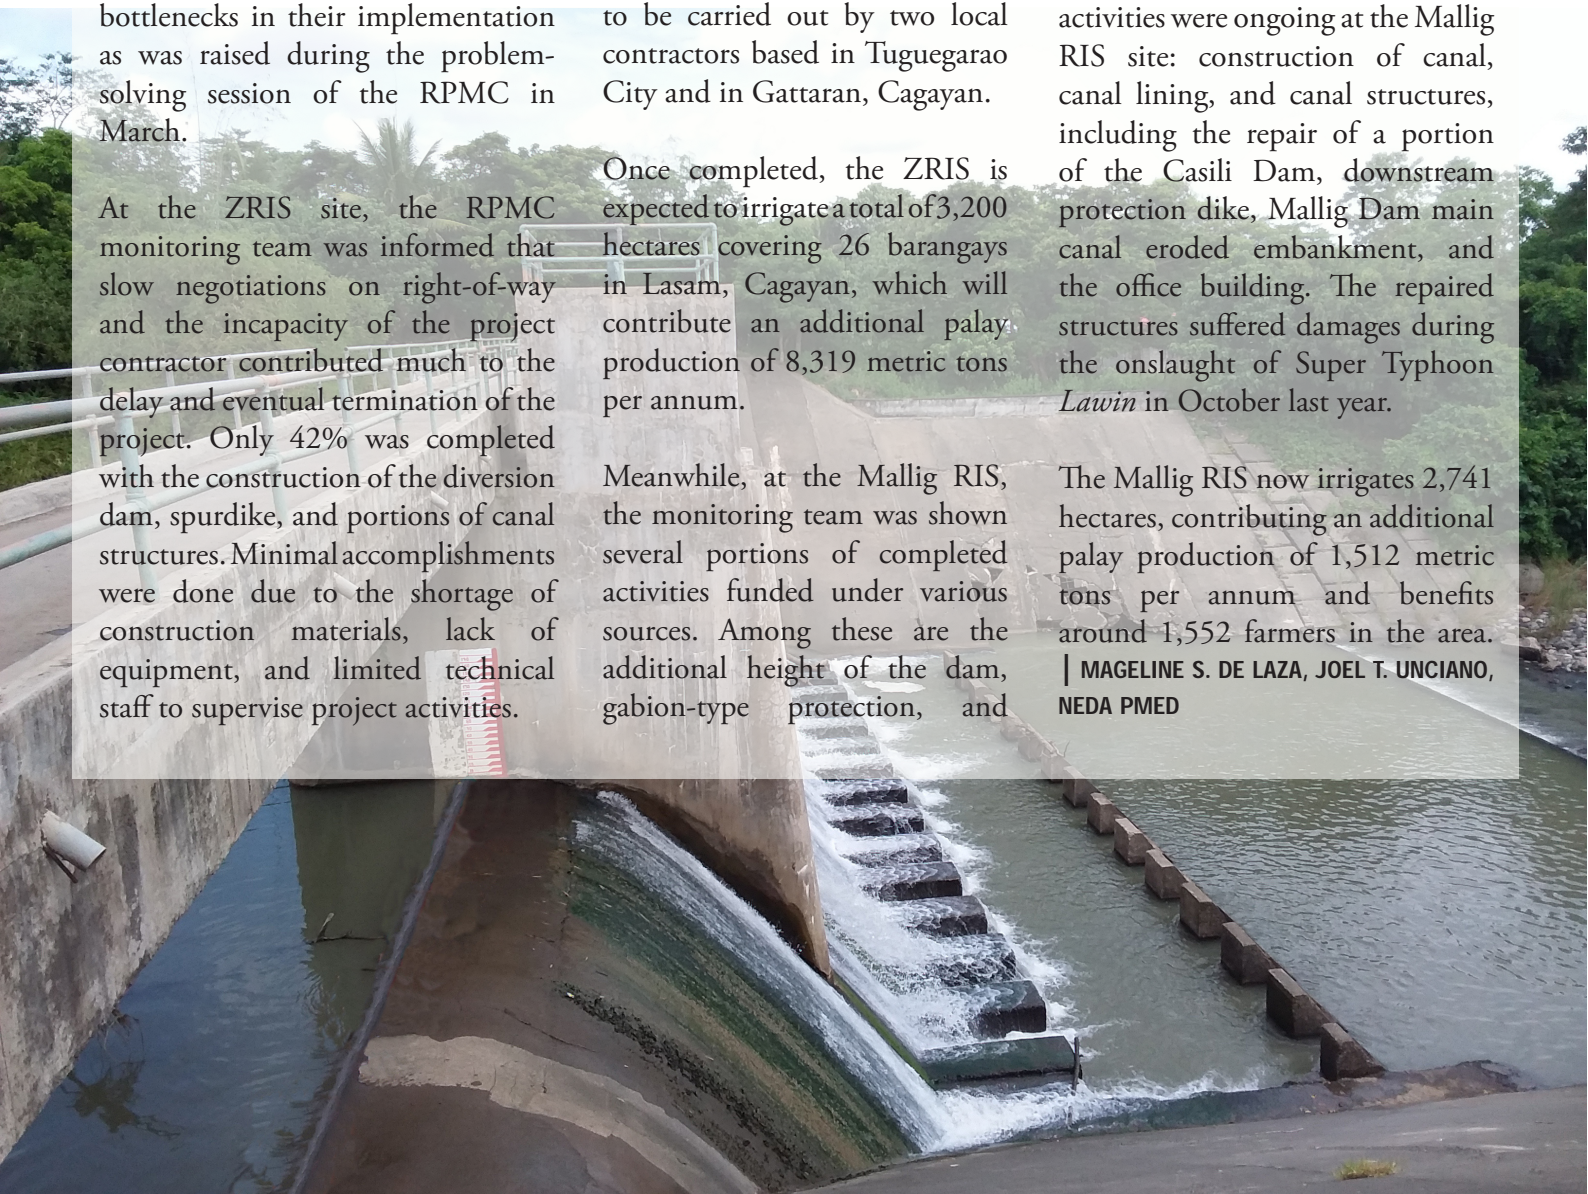 bottlenecks in their implementation
as was raised during the problem-
solving session of the RPMC in
March.
At the ZRIS site, the RPMC
monitoring team was informed that
slow negotiations on right-of-way
and the incapacity of the project
contractor contributed much to the
delay and eventual termination of the
project. Only 42% was completed
with the construction of the diversion
dam, spurdike, and portions of canal
structures. Minimal accomplishments
were done due to the shortage of
construction materials, lack of
equipment, and limited technical
staff to supervise project activities.
to be carried out by two local
contractors based in Tuguegarao
City and in Gattaran, Cagayan.
Once completed, the ZRIS is
expected to irrigate a total of 3,200
hectares covering 26 barangays
in Lasam, Cagayan, which will
contribute an additional palay
production of 8,319 metric tons
per annum.
Meanwhile, at the Mallig RIS,
the monitoring team was shown
several portions of completed
activities funded under various
sources. Among these are the
additional height of the dam,
gabion-type protection, and
activities were ongoing at the Mallig
RIS site: construction of canal,
canal lining, and canal structures,
including the repair of a portion
of the Casili Dam, downstream
protection dike, Mallig Dam main
canal eroded embankment, and
the office building. The repaired
structures suffered damages during
the onslaught of Super Typhoon
Lawin in October last year.
The Mallig RIS now irrigates 2,741
hectares, contributing an additional
palay production of 1,512 metric
tons per annum and benefits
around 1,552 farmers in the area.
| MAGELINE S. DE LAZA, JOEL T. UNCIANO,
NEDA PMED